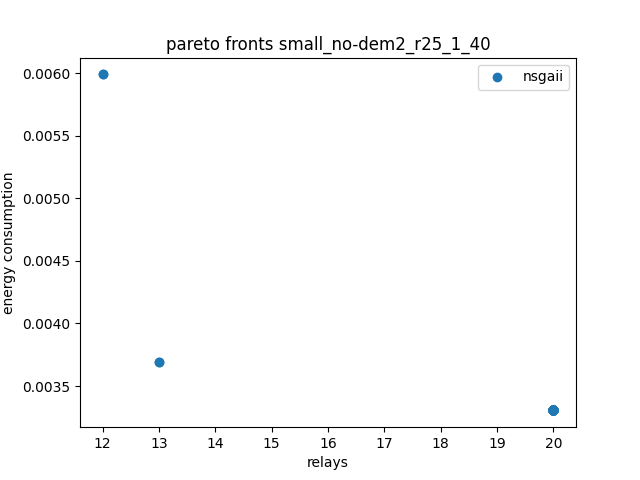 pareto fronts small_no-dem2_r25_1_40
nsgaii
0.0060
0.0055
0.0050
0.0045
0.0040
0.0035
energy consumption
12 13 14 15 16 17 18 19 20
relays